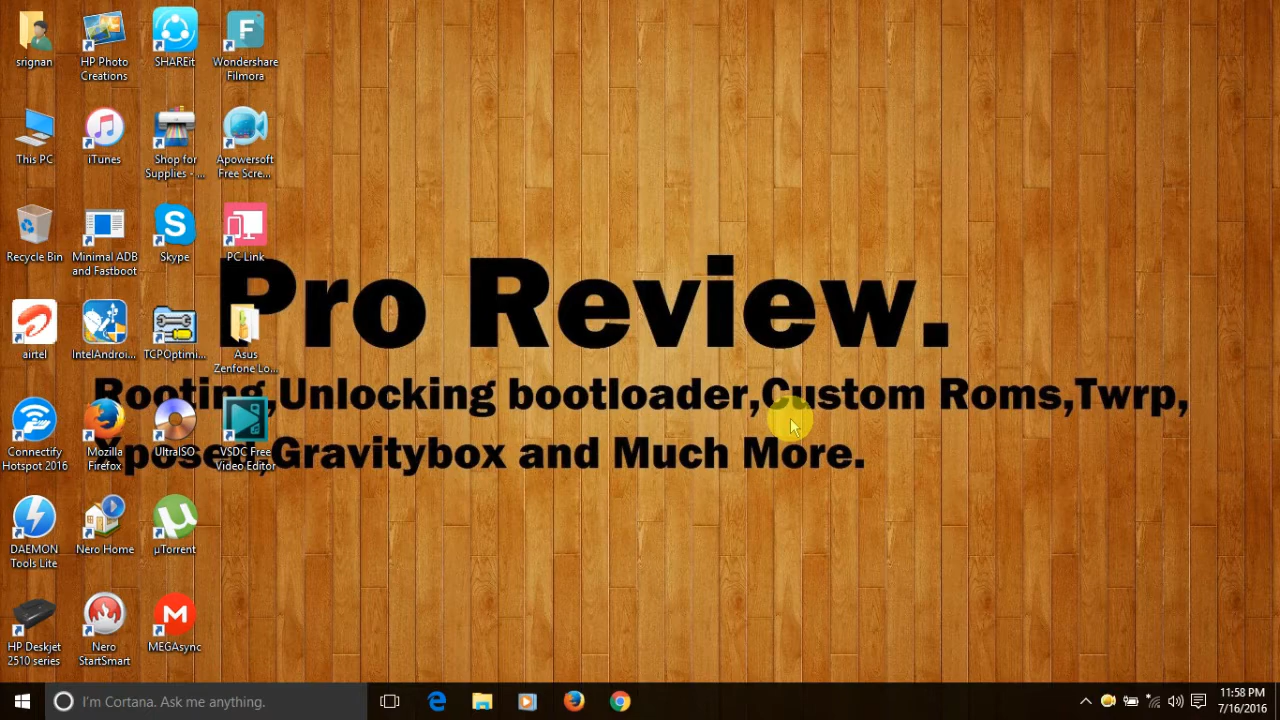 srignan
HP Photo
Creations
SHAREit
Wondershare
Filmora
This PC
iTunes
Shop for
Supplies - ...
Apowersoft
Free Scre...
Recycle Bin
Minimal ADB
and Fastboot
Skype
PC Link
airtel
IntelAndroi...
TCPOptimi...
Asus
Zenfone Lo...
Connectify
Hotspot 2016
Mozilla
Firefox
UltraISO
VSDC Free
Video Editor
DAEMON
Tools Lite
Nero Home
µTorrent
HP Deskjet
2510 series
Nero
StartSmart
MEGAsync
Pro Review.
Rooting,Unlocking bootloader,Custom Roms,Twrp,
Xposed,Gravitybox and Much More.
I'm Cortana. Ask me anything.
11:58 PM
7/16/2016